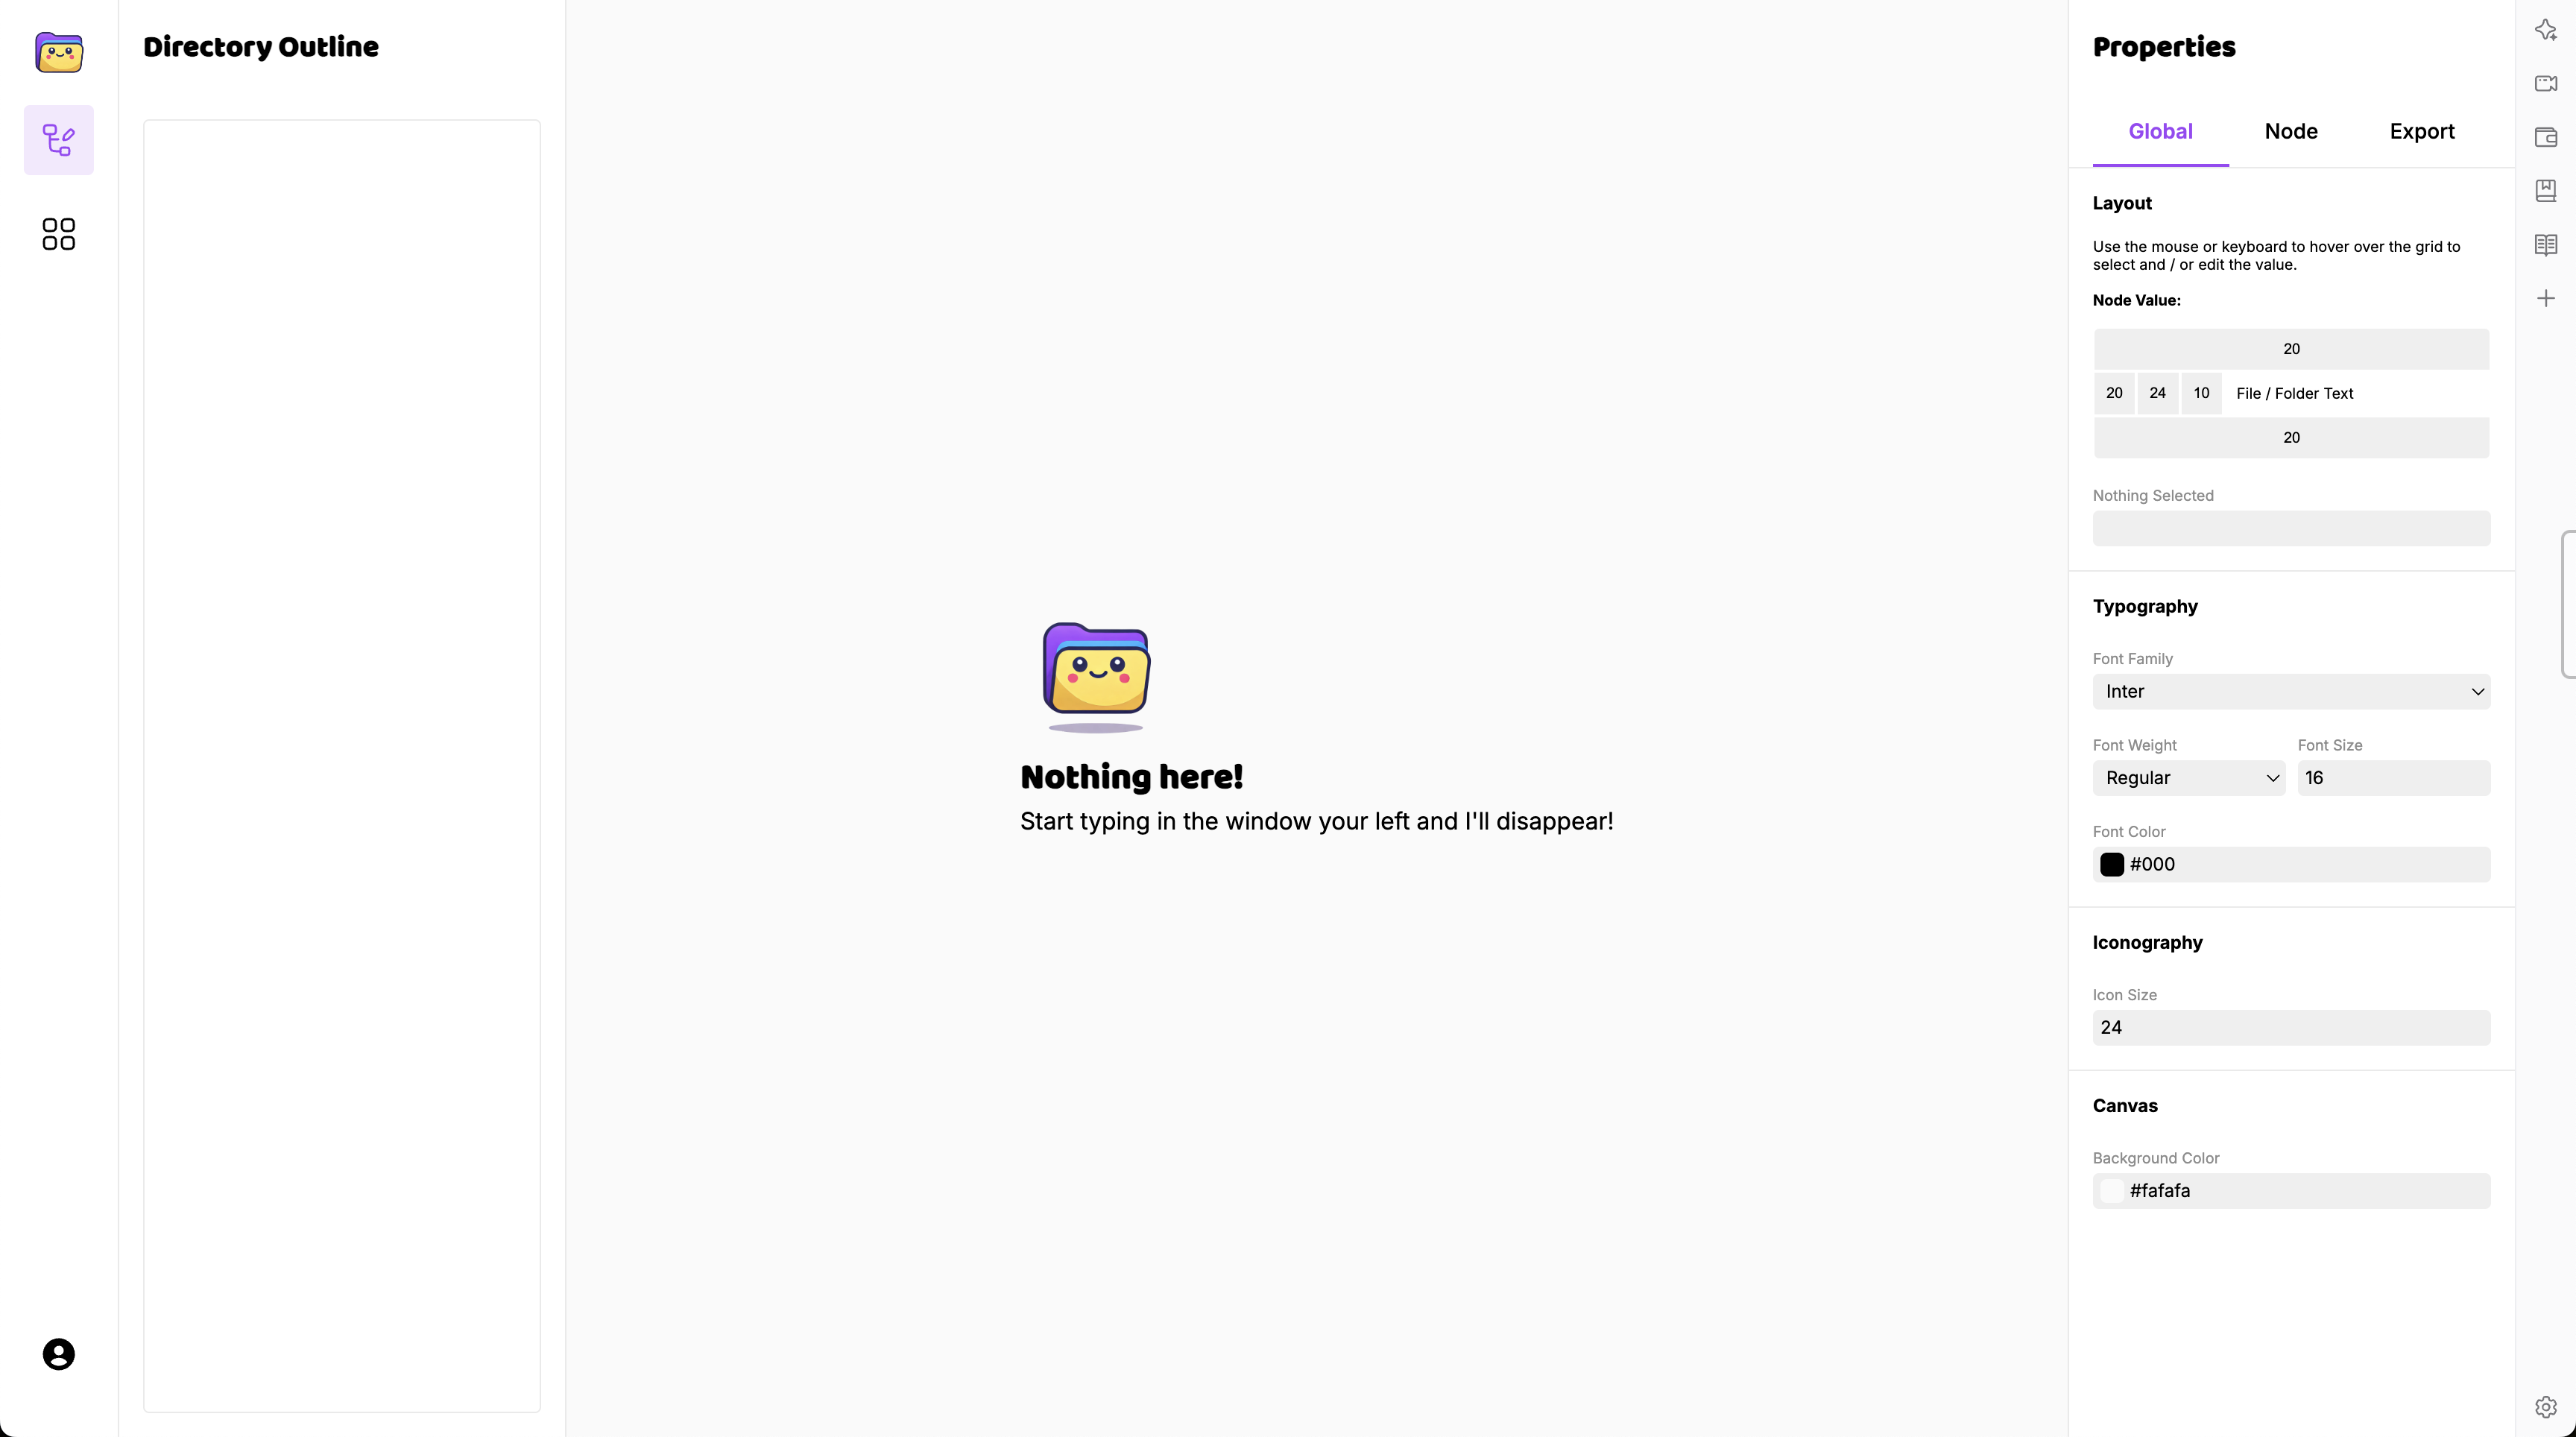 Directory Outline
Nothing here!
Start typing in the window your left and I'll disappear!
Properties
Global Node Export
Layout
Use the mouse or keyboard to hover over the grid to
select and / or edit the value.
Node Value:
20
20 24 10 File / Folder Text
20
Nothing Selected
Typography
Font Family
Inter
Font Weight Font Size
Regular 16
Font Color
#000
Iconography
Icon Size
24
Canvas
Background Color
#fafafa